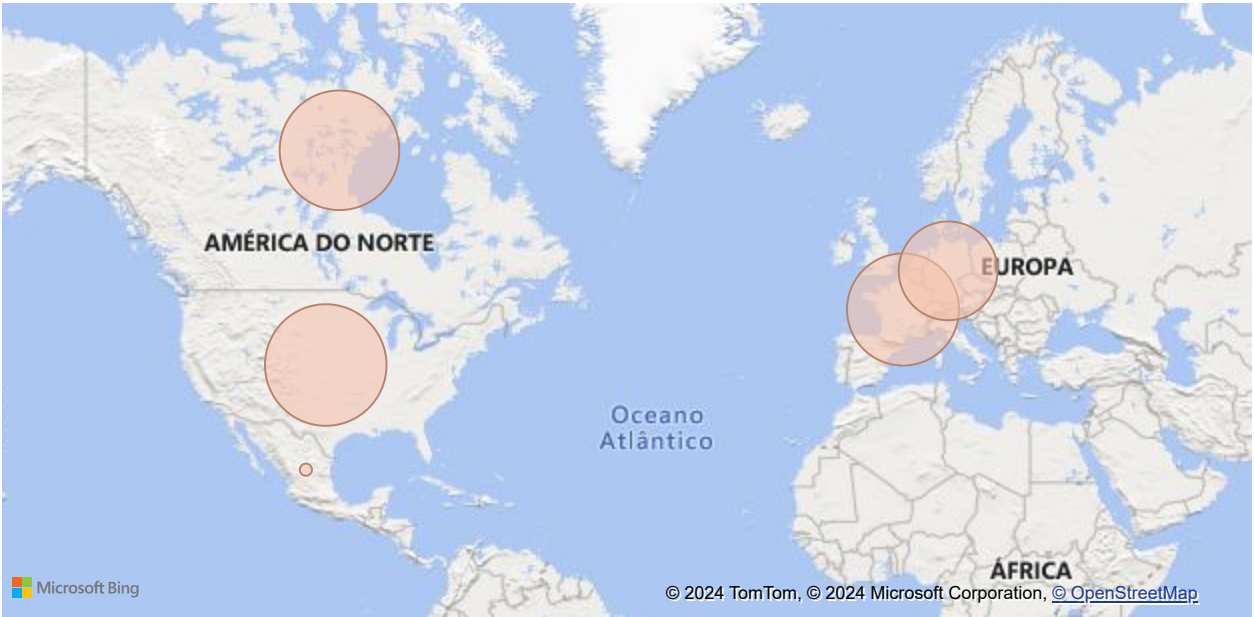 AMÉRICA DO NORTE
EUROPA
Oceano
Atlântico
ÁFRICA
Microsoft Bing
© 2024 TomTom, © 2024 Microsoft Corporation, © OpenStreetMap